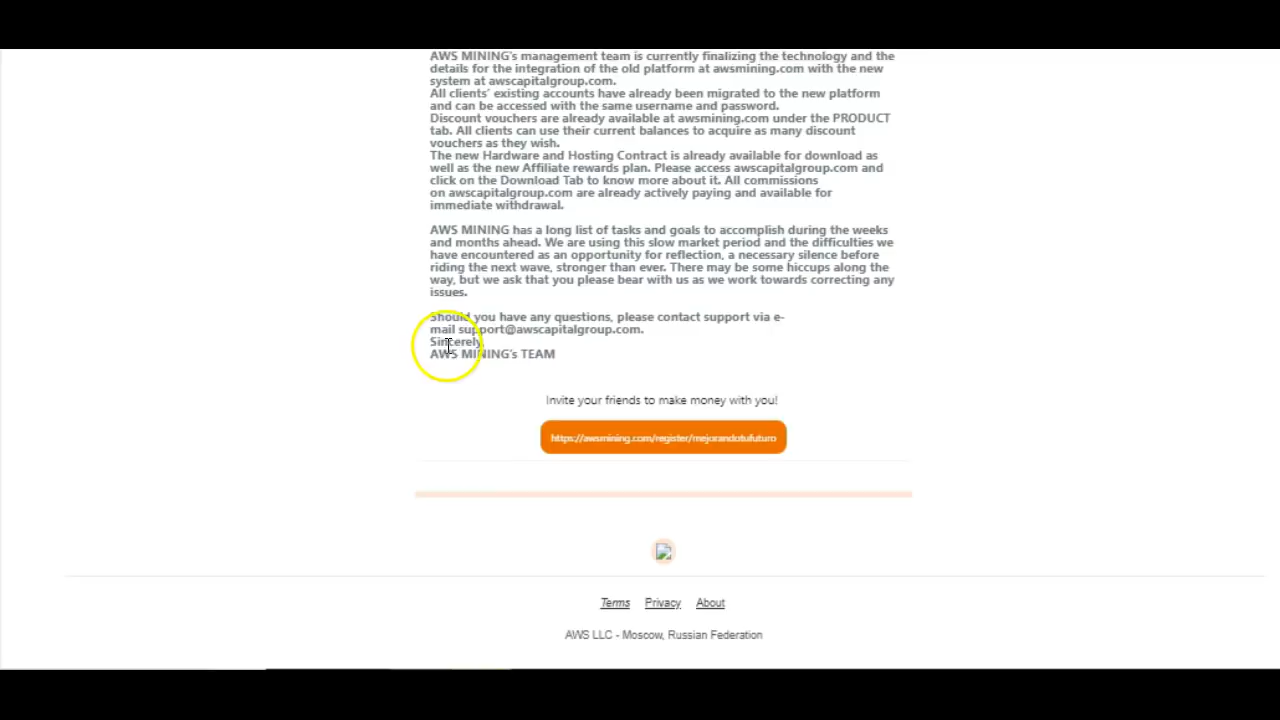 AWS MINING's management team is currently finalizing the technology and the
details for the integration of the old platform at awsmining.com with the new
system at awscapitalgroup.com.
All clients' existing accounts have already been migrated to the new platform
and can be accessed with the same username and password.
Discount vouchers are already available at awsmining.com under the PRODUCT
tab. All clients can use their current balances to acquire as many discount
vouchers as they wish.
The new Hardware and Hosting Contract is already available for download as
well as the new Affiliate rewards plan. Please access awscapitalgroup.com and
click on the Download Tab to know more about it. All commissions
on awscapitalgroup.com are already actively paying and available for
immediate withdrawal.
AWS MINING has a long list of tasks and goals to accomplish during the weeks
and months ahead. We are using this slow market period and the difficulties we
have encountered as an opportunity for reflection, a necessary silence before
riding the next wave, stronger than ever. There may be some hiccups along the
way, but we ask that you please bear with us as we work towards correcting any
issues.
Should you have any questions, please contact support via e-
mail support@awscapitalgroup.com.
Sincerely,
AWS MINING's TEAM
Invite your friends to make money with you!
https://awsmining.com/register/mejorandotufuturo
Terms Privacy About
AWS LLC - Moscow, Russian Federation